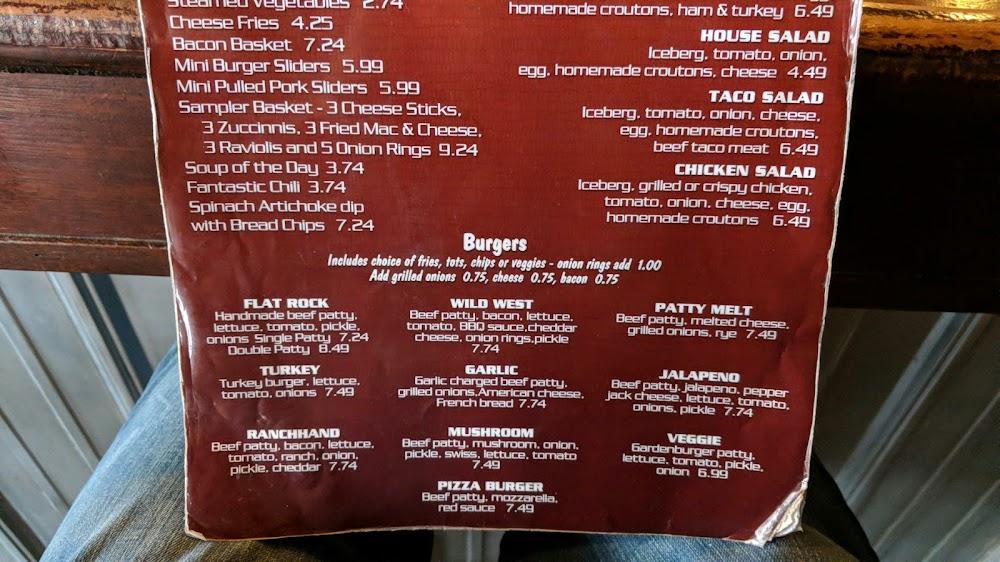 Steamed Vegetables 2.74
Cheese Fries 4.25
Bacon Basket 7.24
Mini Burger Sliders 5.99
Mini Pulled Pork Sliders 5.99
Sampler Basket - 3 Cheese Sticks,
3 Zuccinnis, 3 Fried Mac & Cheese,
3 Raviolis and 5 Onion Rings 9.24
Soup of the Day 3.74
Fantastic Chili 3.74
Spinach Artichoke dip
with Bread Chips 7.24
homemade croutons, ham & turkey 6.49
HOUSE SALAD
Iceberg, tomato, onion,
egg, homemade croutons, cheese 4.49
TACO SALAD
Iceberg, tomato, onion, cheese,
egg, homemade croutons,
beef taco meat 6.49
CHICKEN SALAD
Iceberg, grilled or crispy chicken,
tomato, onion, cheese, egg,
homemade croutons 6.49
Burgers
Includes choice of fries, tots, chips or veggies - onion rings add 1.00
Add grilled onions 0.75, cheese 0.75, bacon 0.75
FLAT ROCK
Handmade beef patty,
lettuce, tomato, pickle,
onions Single Patty 7.24
Double Patty 8.49
TURKEY
Turkey burger, lettuce,
tomato, onions 7.49
RANCHHAND
Beef patty, bacon, lettuce,
tomato, ranch, onion,
pickle, cheddar 7.74
WILD WEST
Beef patty, bacon, lettuce,
tomato, BBQ sauce,cheddar
cheese, onion rings,pickle
7.74
GARLIC
Garlic charged beef patty,
grilled onions,American cheese,
French bread 7.74
MUSHROOM
Beef patty, mushroom, onion,
pickle, swiss, lettuce, tomato
7.49
PIZZA BURGER
Beef patty, mozzarella,
red sauce 7.49
PATTY MELT
Beef patty, melted cheese,
grilled onions, rye 7.49
JALAPENO
Beef patty, jalapeno, pepper
jack cheese, lettuce, tomato,
onions, pickle 7.74
VEGGIE
Gardenburger patty,
lettuce, tomato, pickle,
onion 6.99